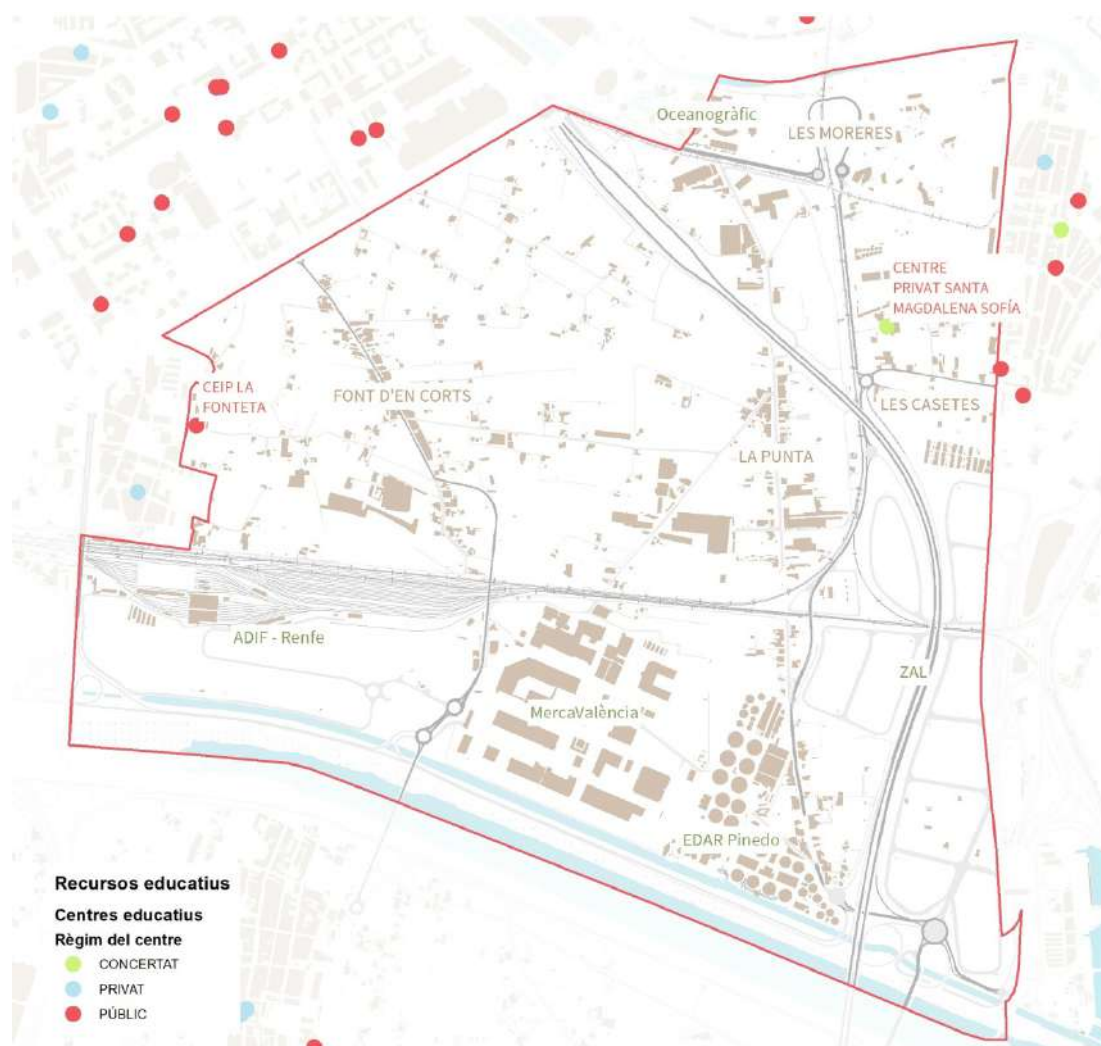 Oceanogràfic
LES MORERES
CENTRE
PRIVAT SANTA
MAGDALENA SOFÍA
CEIP LA
FONTETA
FONT D'EN CORTS
LES CASETES
LA PUNTA
ADIF - Renfe
ZAL
MercaValència
EDAR Pinedo
Recursos educatius
Centres educatius
Règim del centre
CONCERTAT
PRIVAT
PÚBLIC